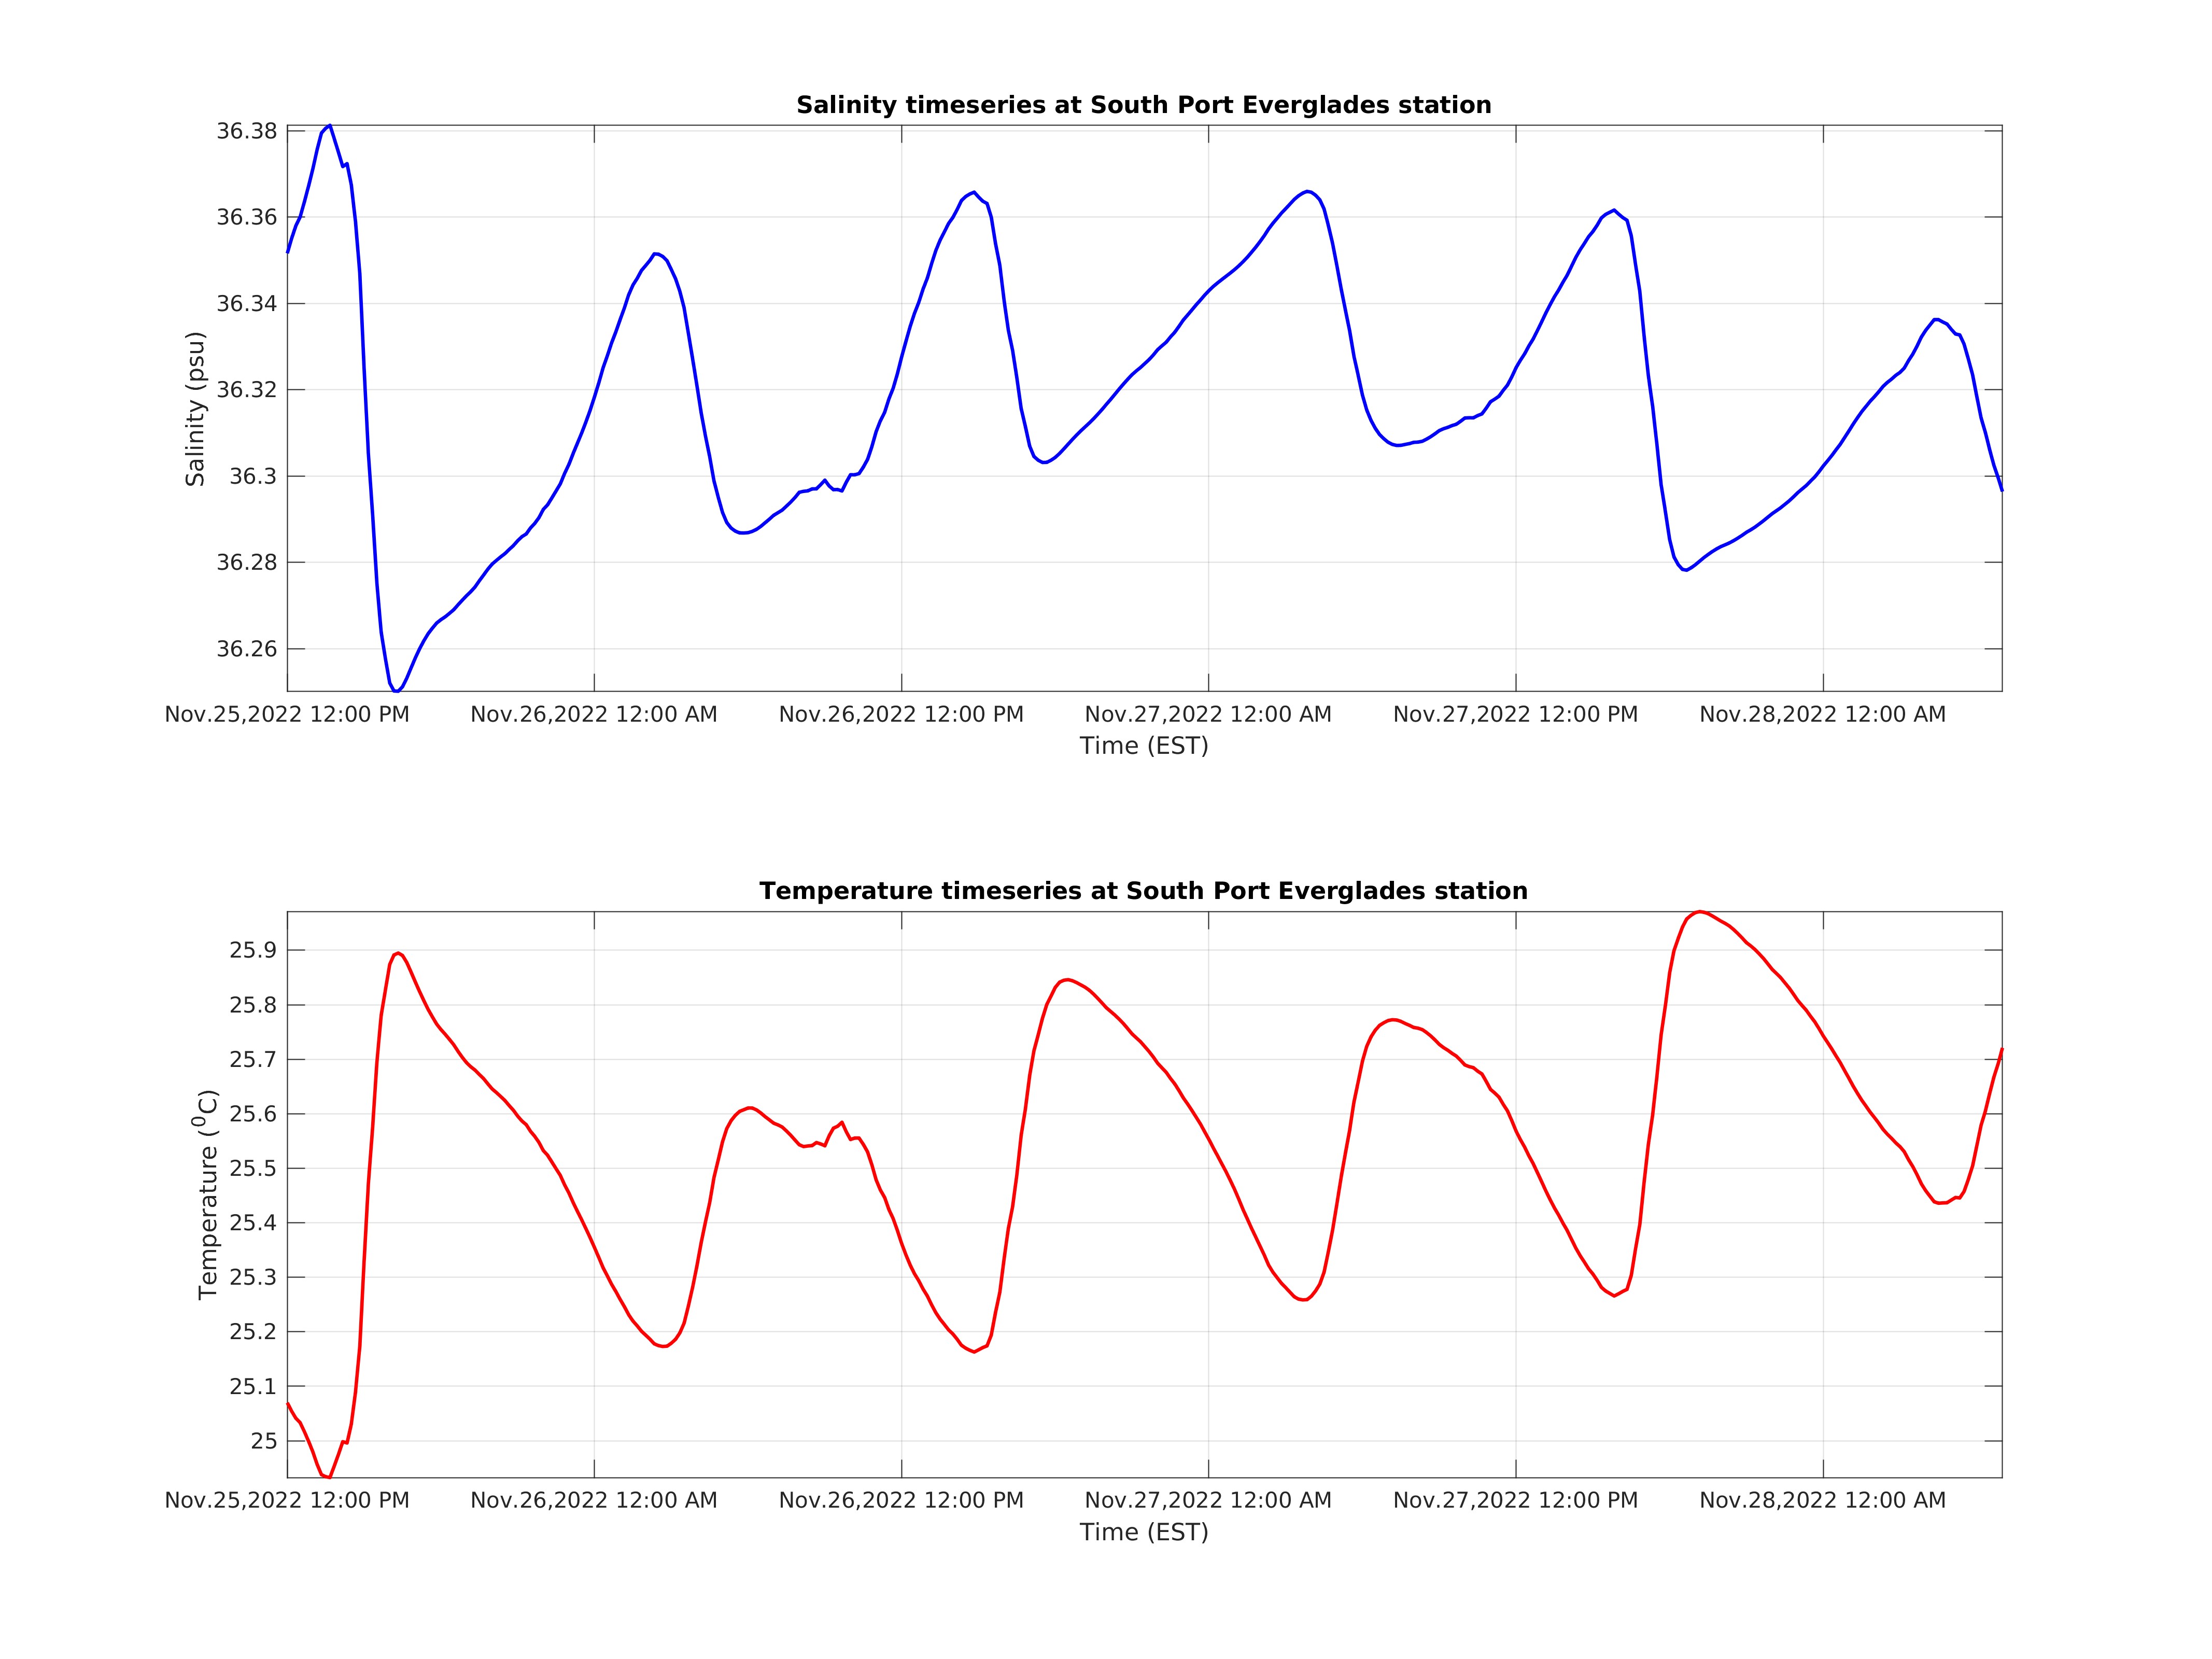 Salinity timeseries at South Port Everglades station
36.38
36.36
36.34
36.32
36.3
36.28
36.26
Salinity (psu)
Nov.25,2022 12:00 PM Nov.26,2022 12:00 AM Nov.26,2022 12:00 PM Nov.27,2022 12:00 AM Nov.27,2022 12:00 PM Nov.28,2022 12:00 AM
Time (EST)
Temperature timeseries at South Port Everglades station
25.9
25.8
25.7
25.6
25.5
25.4
25.3
25.2
25.1
25
Temperature (⁰C)
Nov.25,2022 12:00 PM Nov.26,2022 12:00 AM Nov.26,2022 12:00 PM Nov.27,2022 12:00 AM Nov.27,2022 12:00 PM Nov.28,2022 12:00 AM
Time (EST)